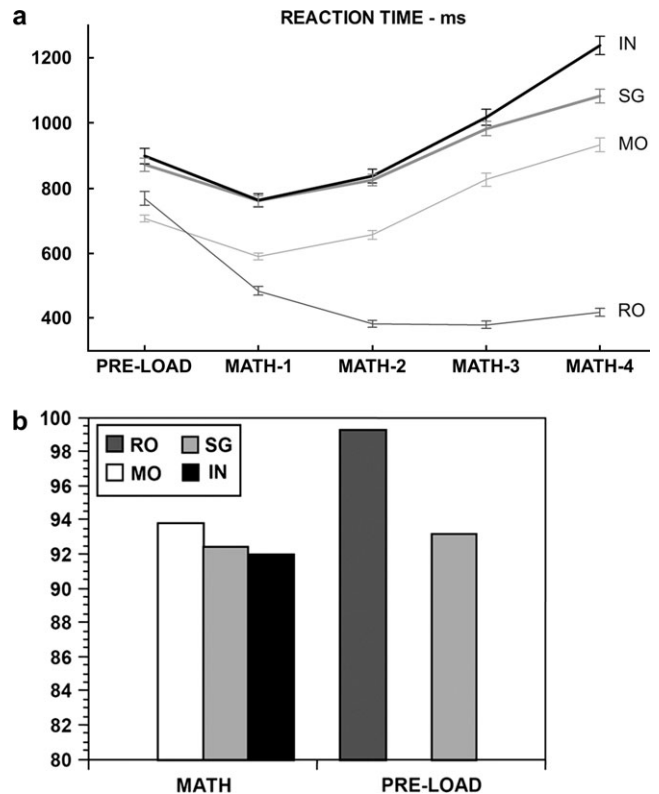 a
REACTION TIME - ms
1200
1000
800
600
400
IN
SG
MO
RO
PRE-LOAD MATH-1 MATH-2 MATH-3 MATH-4
b
100
98
96
94
92
90
88
86
84
82
80
RO SG
MO IN
MATH PRE-LOAD